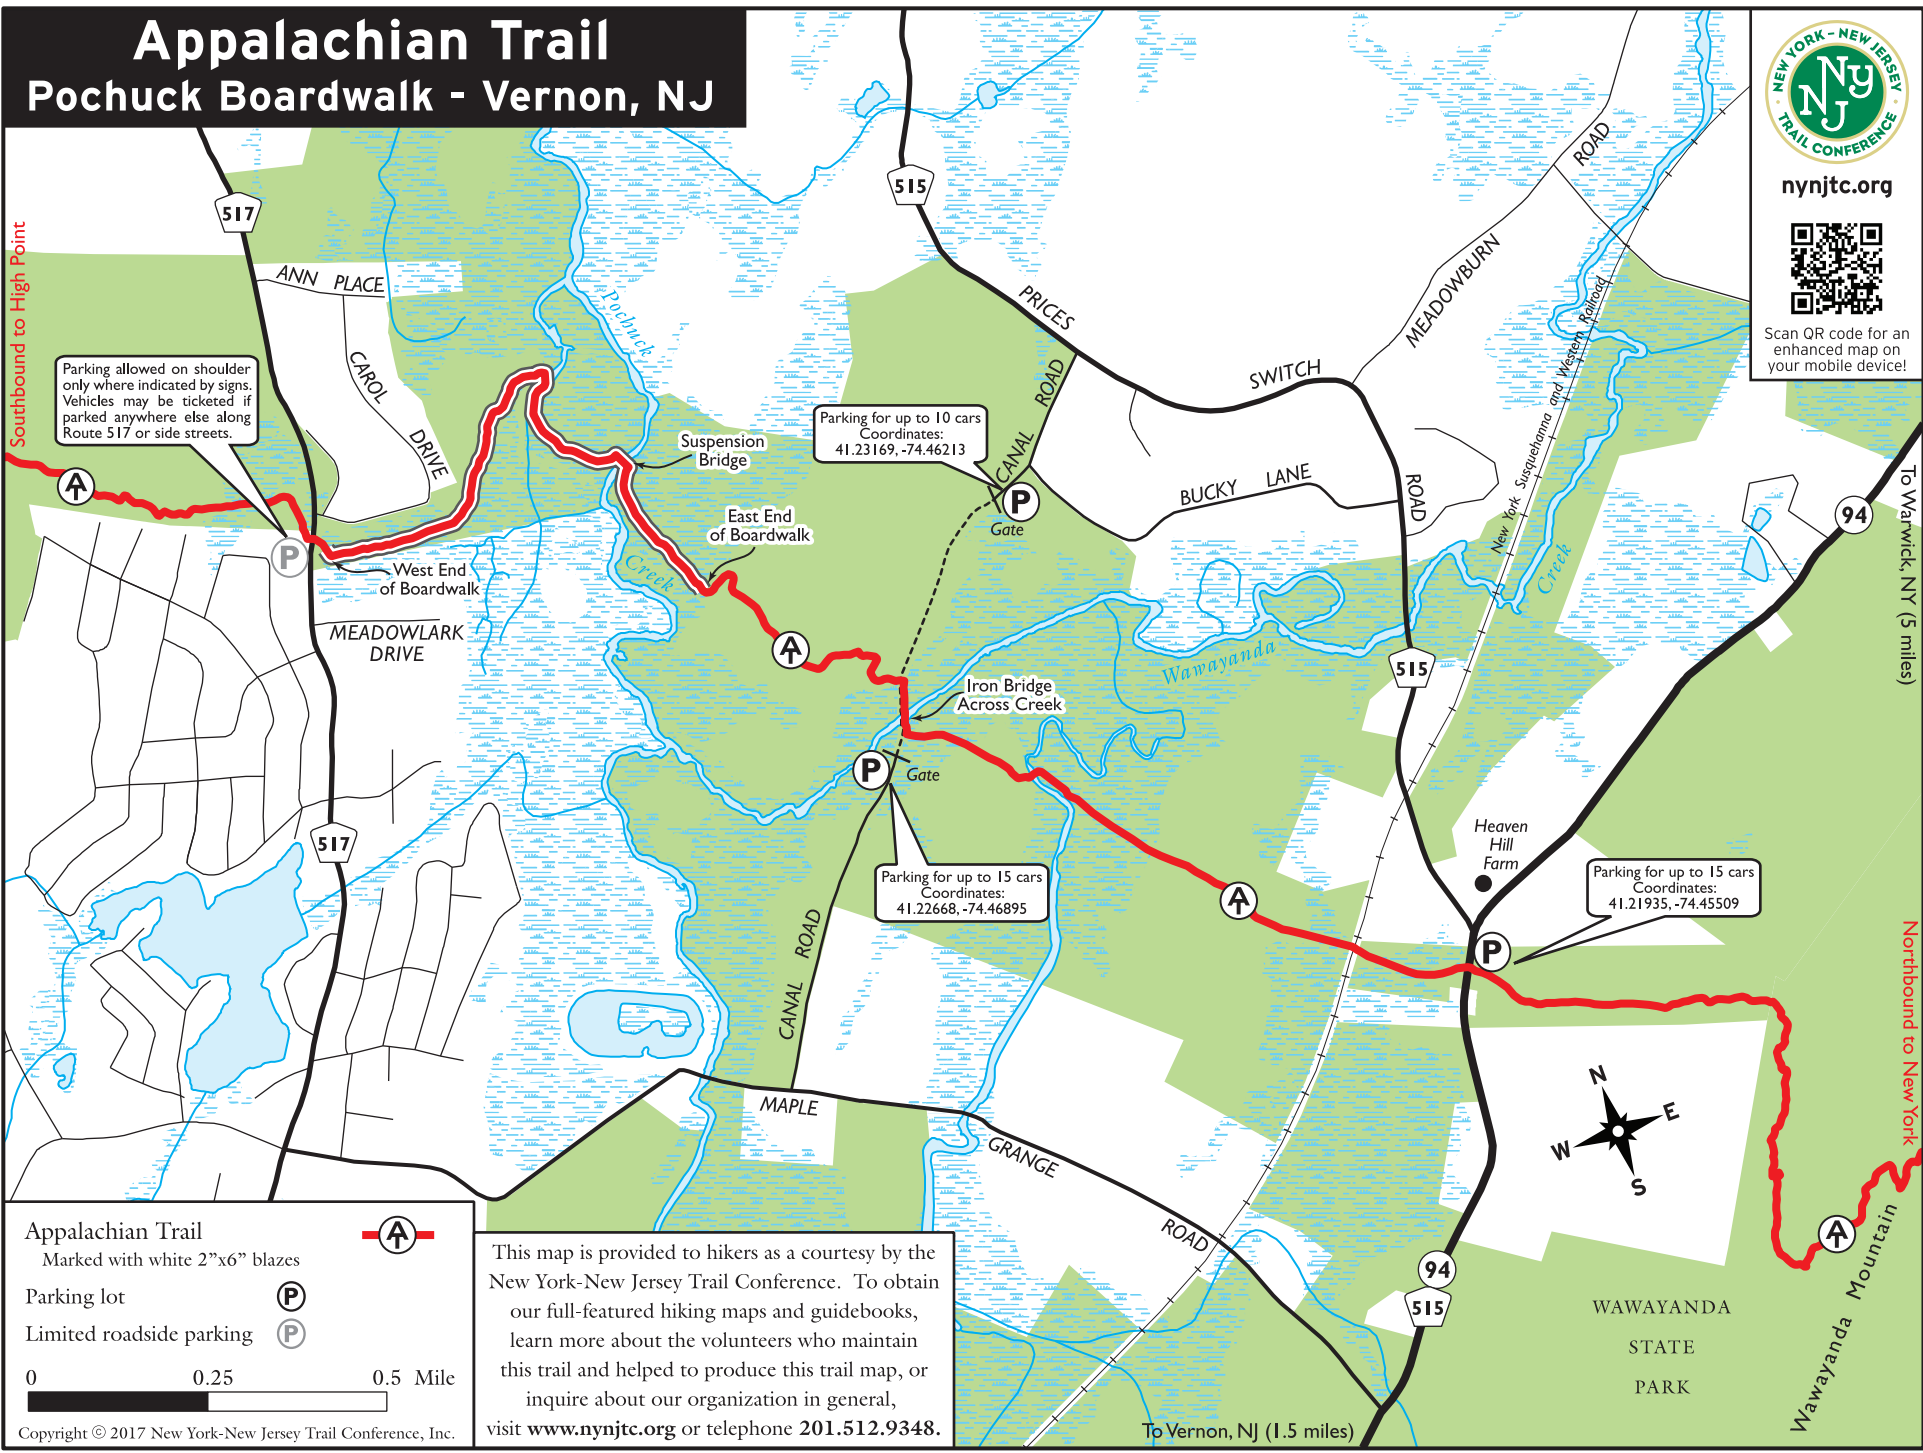 Appalachian Trail
Pochuck Boardwalk - Vernon, NJ
NEW YORK - NEW JERSEY
NY
NJ
TRAIL CONFERENCE
nynjtc.org
Scan QR code for an
enhanced map on
your mobile device!
517
515
ROAD
MEADOWBURN
Southbound to High Point
ANN PLACE
CAROL
DRIVE
Pochuck
PRICES
SWITCH
ROAD
Parking allowed on shoulder
only where indicated by signs.
Vehicles may be ticketed if
parked anywhere else along
Route 517 or side streets.
Suspension
Bridge
Parking for up to 10 cars
Coordinates:
41.23169, -74.46213
CANAL ROAD
P
Gate
BUCKY LANE
New York Susquehanna and Western Railroad
94
To Warwick, NY (5 miles)
East End
of Boardwalk
P
West End
of Boardwalk
Creek
Creek
MEADOWLARK
DRIVE
Wawayanda
515
Iron Bridge
Across Creek
P
Gate
517
Heaven
Hill
Farm
Parking for up to 15 cars
Coordinates:
41.22668, -74.46895
Parking for up to 15 cars
Coordinates:
41.21935, -74.45509
P
CANAL ROAD
Northbound to New York
MAPLE
GRANGE
ROAD
N
E
W
S
94
515
WAWAYANDA
STATE
PARK
Wawayanda Mountain
To Vernon, NJ (1.5 miles)
Appalachian Trail
Marked with white 2”x6” blazes
Parking lot P
Limited roadside parking P
0 0.25 0.5 Mile
Copyright © 2017 New York-New Jersey Trail Conference, Inc.
This map is provided to hikers as a courtesy by the
New York-New Jersey Trail Conference. To obtain
our full-featured hiking maps and guidebooks,
learn more about the volunteers who maintain
this trail and helped to produce this trail map, or
inquire about our organization in general,
visit www.nynjtc.org or telephone 201.512.9348.